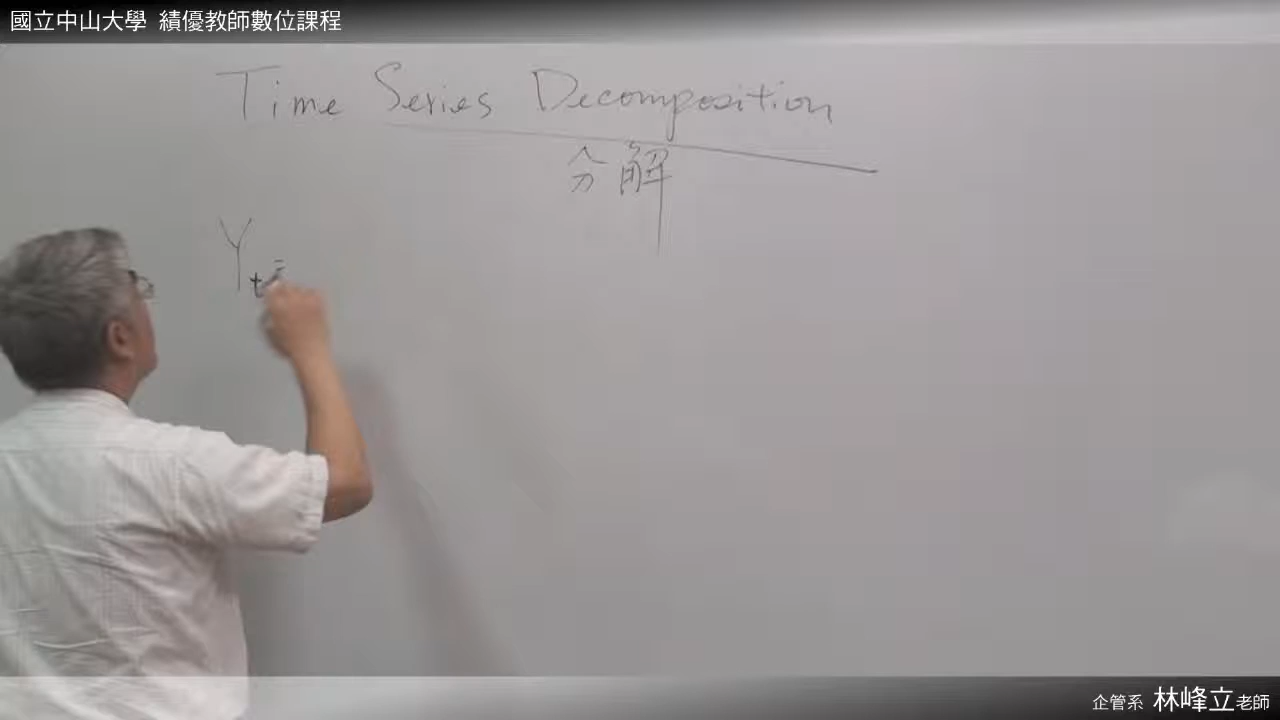 國立中山大學 績優教師數位課程
Time Series Decomposition
分解
Yt
企管系 林峰立老師